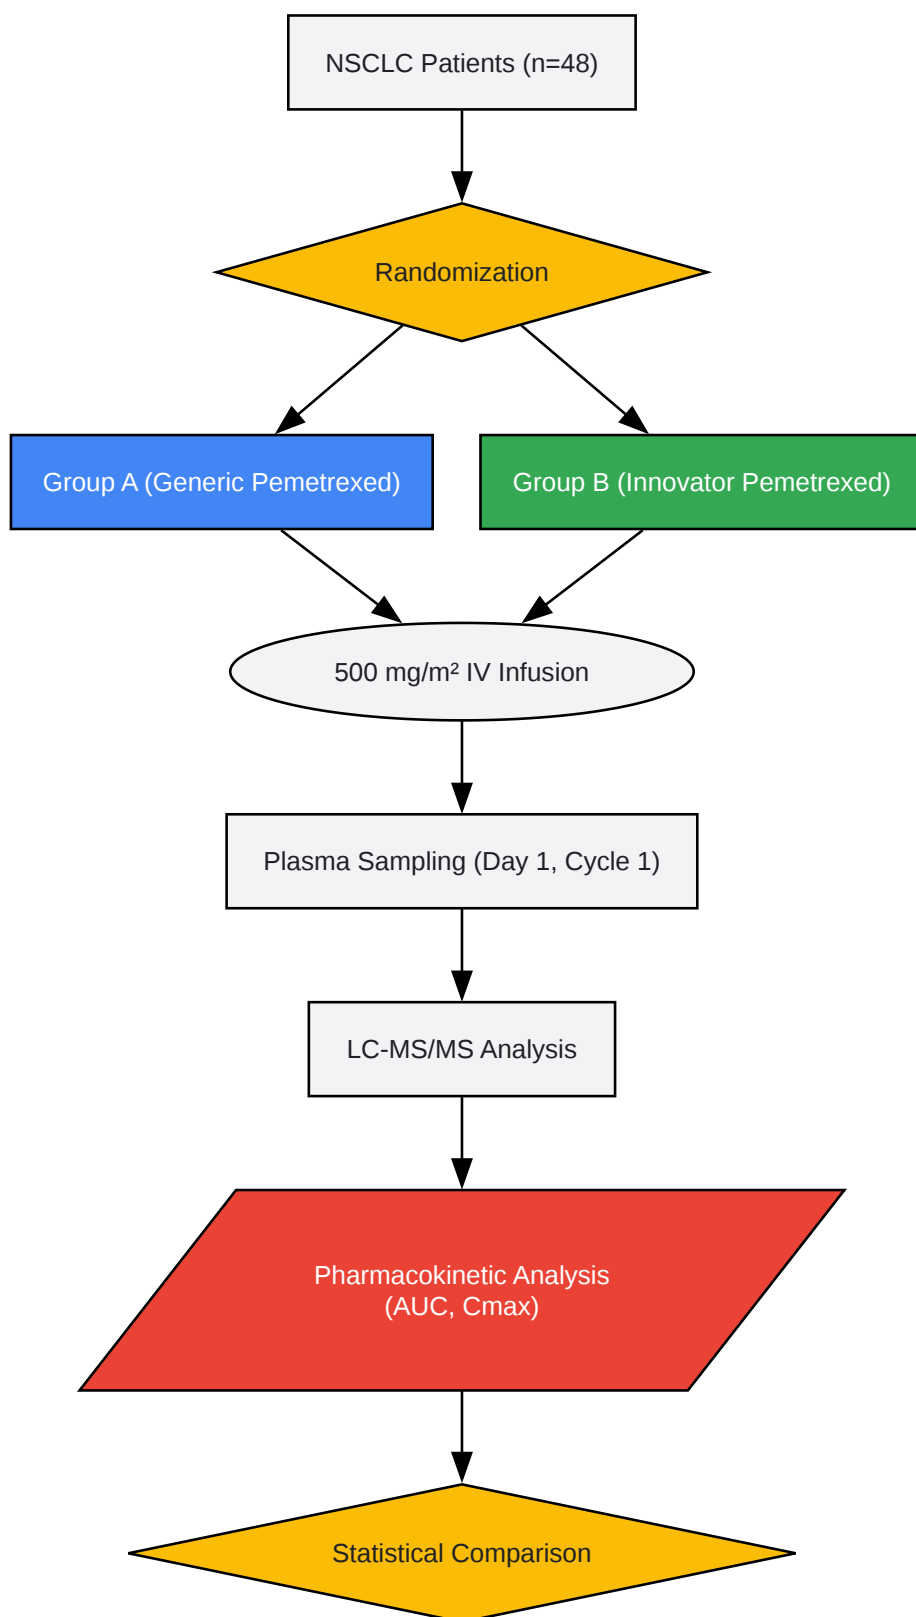 NSCLC Patients (n=48)
Randomization
Group A (Generic Pemetrexed)
Group B (Innovator Pemetrexed)
500 mg/m² IV Infusion
Plasma Sampling (Day 1, Cycle 1)
LC-MS/MS Analysis
Pharmacokinetic Analysis
(AUC, Cmax)
Statistical Comparison